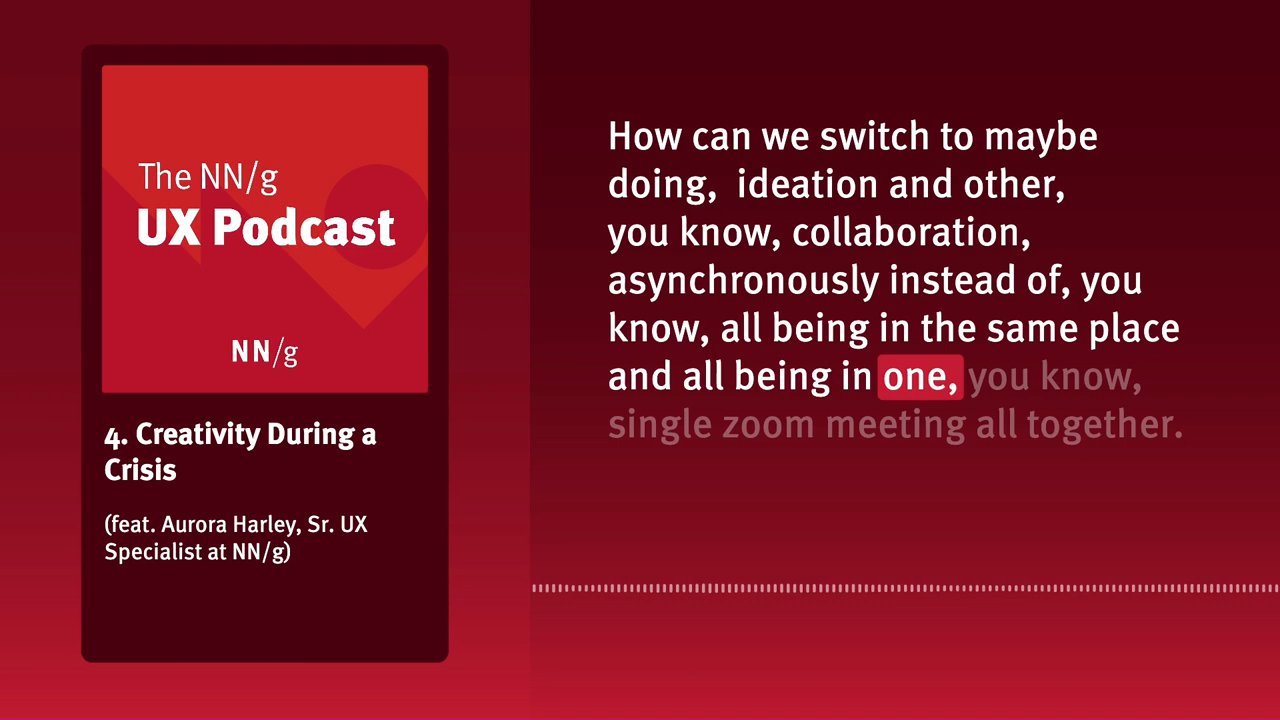 The NN/g
UX Podcast
NN/g
4. Creativity During a
Crisis
(feat. Aurora Harley, Sr. UX
Specialist at NN/g)
How can we switch to maybe
doing,  ideation and other,
you know, collaboration,
asynchronously instead of, you
know, all being in the same place
and all being in one, you know,
single zoom meeting all together.